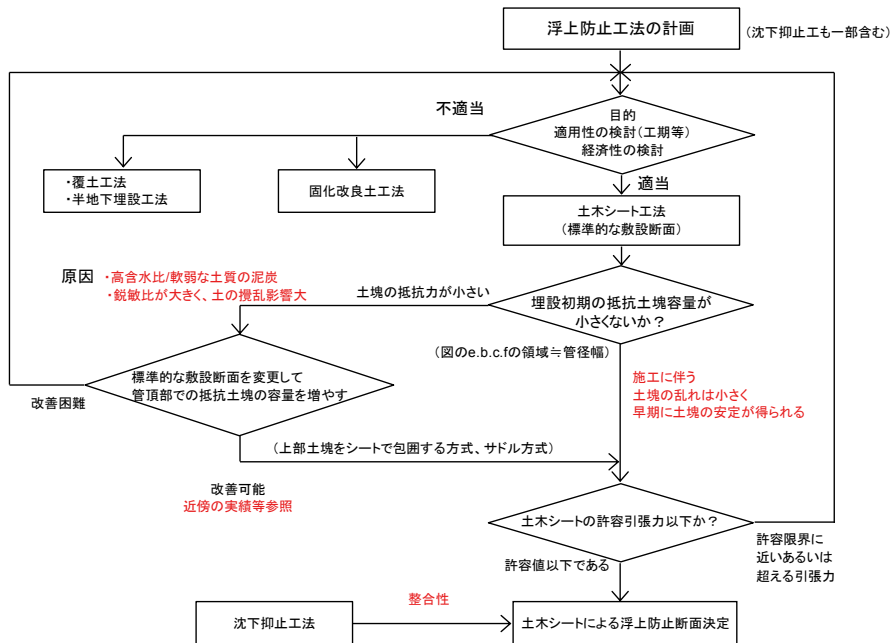 浮上防止工法の計画
(沈下抑止工も一部含む)
不適当
目的
適用性の検討(工期等)
経済性の検討
・覆土工法
・半地下埋設工法
固化改良土工法
適当
土木シート工法
(標準的な敷設断面)
原因
・高含水比/軟弱な土質の泥炭
・鋭敏比が大きく、土の攪乱影響大
土塊の抵抗力が小さい
埋設初期の抵抗土塊容量が
小さくないか？
(図のe.b.c.fの領域≒管径幅)
標準的な敷設断面を変更して
管頂部での抵抗土塊の容量を増やす
改善困難
施工に伴う
土塊の乱れは小さく
早期に土塊の安定が得られる
(上部土塊をシートで包囲する方式、サドル方式)
改善可能
近傍の実績等参照
土木シートの許容引張力以下か？
許容限界に
近いあるいは
超える引張力
許容値以下である
沈下抑止工法
整合性
土木シートによる浮上防止断面決定